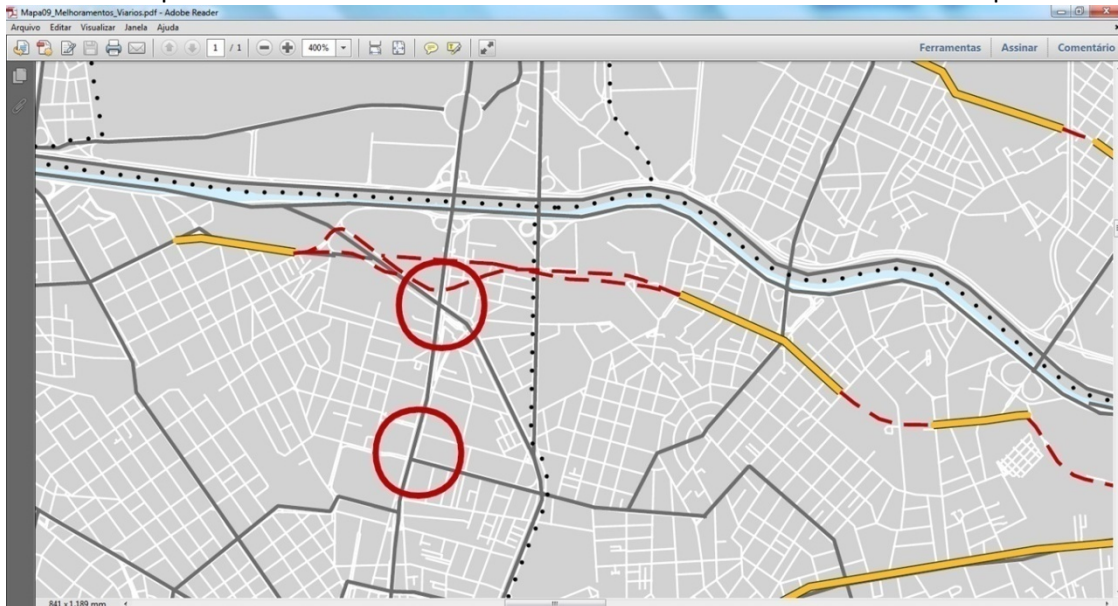 Mapa09_Melhoramentos_Viarios.pdf - Adobe Reader
Arquivo Editar Visualizar Janela Ajuda
1 / 1 400% Ferramentas Assinar Comentário
841 x 1.189 mm